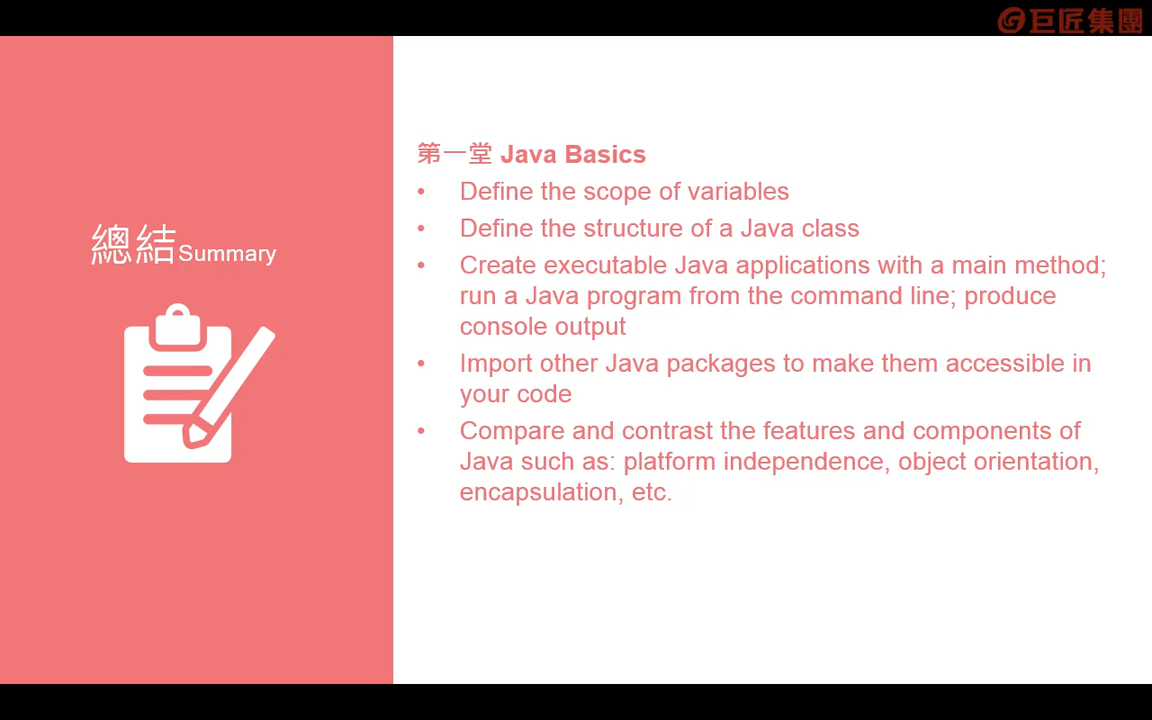 巨匠集團
總結Summary
第一堂 Java Basics
• Define the scope of variables
• Define the structure of a Java class
• Create executable Java applications with a main method;
run a Java program from the command line; produce
console output
• Import other Java packages to make them accessible in
your code
• Compare and contrast the features and components of
Java such as: platform independence, object orientation,
encapsulation, etc.